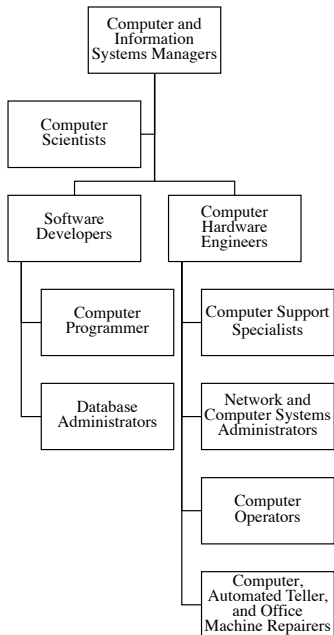 Computer and
Information
Systems Managers
Computer
Scientists
Software
Developers
Computer
Hardware
Engineers
Computer
Programmer
Computer Support
Specialists
Database
Administrators
Network and
Computer Systems
Administrators
Computer
Operators
Computer,
Automated Teller,
and Office
Machine Repairers